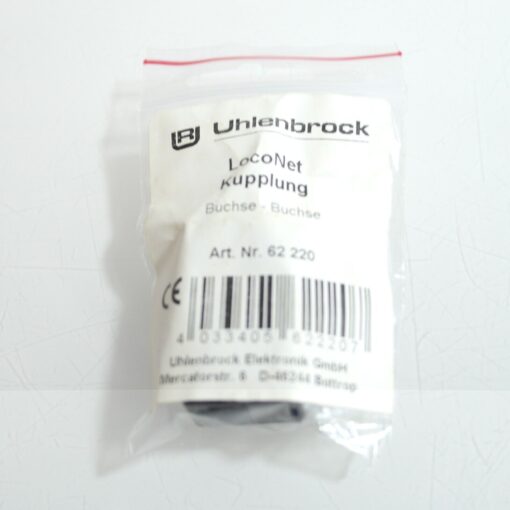 UR Uhlenbrock
LocoNet
Kupplung
Buchse - Buchse
Art. Nr. 62 220
CE
4 033405 622207
Uhlenbrock Elektronik GmbH
Mercatorstr. 6 D-46244 Bottrop